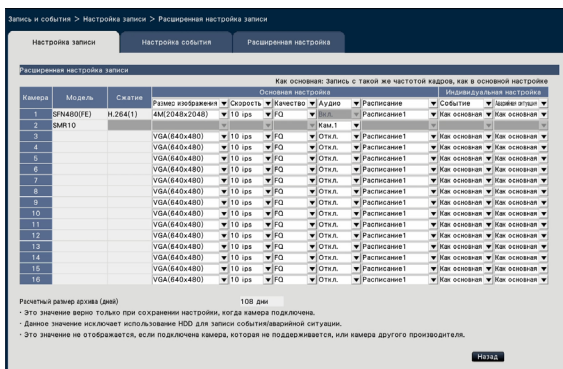 Запись и события > Настройка записи > Расширенная настройка записи
Настройка записи Настройка события Расширенная настройка
Расширенная настройка записи
Как основная: Запись с такой же частотой кадров, как в основной настройке
Камера Модель Сжатие Основная настройка Индивидуальная настройка
Размер изображения Скорость Качество Аудио Расписание Событие Аварийная ситуация
1 SFN480(FE) H.264(1) 4M(2048x2048) 10 ips FQ Вкл. Расписание1 Как основная Как основная
2 SMR10 Кам.1
3 VGA(640x480) 10 ips FQ Откл. Расписание1 Как основная Как основная
4 VGA(640x480) 10 ips FQ Откл. Расписание1 Как основная Как основная
5 VGA(640x480) 10 ips FQ Откл. Расписание1 Как основная Как основная
6 VGA(640x480) 10 ips FQ Откл. Расписание1 Как основная Как основная
7 VGA(640x480) 10 ips FQ Откл. Расписание1 Как основная Как основная
8 VGA(640x480) 10 ips FQ Откл. Расписание1 Как основная Как основная
9 VGA(640x480) 10 ips FQ Откл. Расписание1 Как основная Как основная
10 VGA(640x480) 10 ips FQ Откл. Расписание1 Как основная Как основная
11 VGA(640x480) 10 ips FQ Откл. Расписание1 Как основная Как основная
12 VGA(640x480) 10 ips FQ Откл. Расписание1 Как основная Как основная
13 VGA(640x480) 10 ips FQ Откл. Расписание1 Как основная Как основная
14 VGA(640x480) 10 ips FQ Откл. Расписание1 Как основная Как основная
15 VGA(640x480) 10 ips FQ Откл. Расписание1 Как основная Как основная
16 VGA(640x480) 10 ips FQ Откл. Расписание1 Как основная Как основная
Расчетный размер архива (дней) 108 дни
· Это значение верно только при сохранении настройки, когда камера подключена.
· Данное значение исключает использование HDD для записи события/аварийной ситуации.
· Это значение не отображается, если подключена камера, которая не поддерживается, или камера другого производителя.
Назад